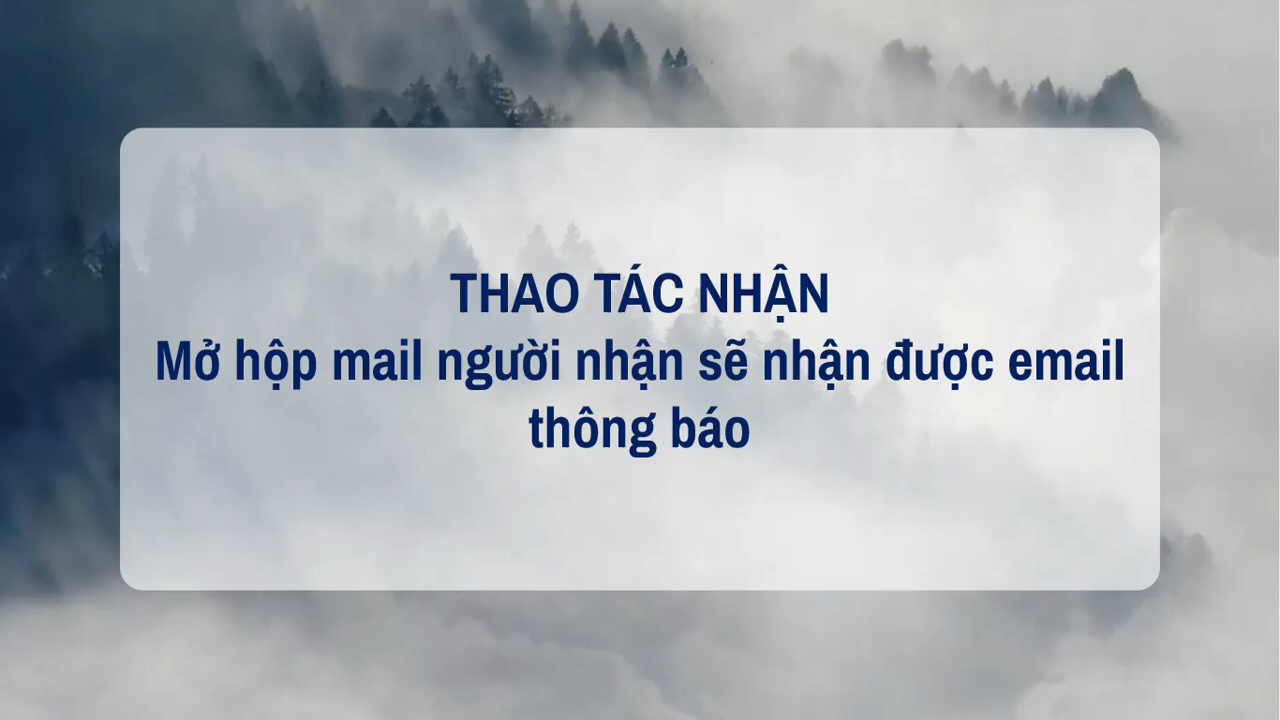 THAO TÁC NHẬN
Mở hộp mail người nhận sẽ nhận được email
thông báo